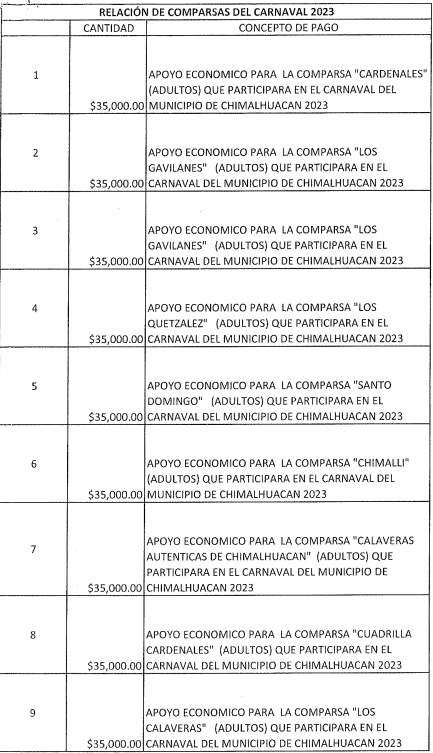 RELACIÓN DE COMPARSAS DEL CARNAVAL 2023
CANTIDAD CONCEPTO DE PAGO
1 $35,000.00 APOYO ECONOMICO PARA LA COMPARSA "CARDENALES"
(ADULTOS) QUE PARTICIPARA EN EL CARNAVAL DEL
MUNICIPIO DE CHIMALHUACAN 2023
2 $35,000.00 APOYO ECONOMICO PARA LA COMPARSA "LOS
GAVILANES" (ADULTOS) QUE PARTICIPARA EN EL
CARNAVAL DEL MUNICIPIO DE CHIMALHUACAN 2023
3 $35,000.00 APOYO ECONOMICO PARA LA COMPARSA "LOS
GAVILANES" (ADULTOS) QUE PARTICIPARA EN EL
CARNAVAL DEL MUNICIPIO DE CHIMALHUACAN 2023
4 $35,000.00 APOYO ECONOMICO PARA LA COMPARSA "LOS
QUETZALEZ" (ADULTOS) QUE PARTICIPARA EN EL
CARNAVAL DEL MUNICIPIO DE CHIMALHUACAN 2023
5 $35,000.00 APOYO ECONOMICO PARA LA COMPARSA "SANTO
DOMINGO" (ADULTOS) QUE PARTICIPARA EN EL
CARNAVAL DEL MUNICIPIO DE CHIMALHUACAN 2023
6 $35,000.00 APOYO ECONOMICO PARA LA COMPARSA "CHIMALLI"
(ADULTOS) QUE PARTICIPARA EN EL CARNAVAL DEL
MUNICIPIO DE CHIMALHUACAN 2023
7 $35,000.00 APOYO ECONOMICO PARA LA COMPARSA "CALAVERAS
AUTENTICAS DE CHIMALHUACAN" (ADULTOS) QUE
PARTICIPARA EN EL CARNAVAL DEL MUNICIPIO DE
CHIMALHUACAN 2023
8 $35,000.00 APOYO ECONOMICO PARA LA COMPARSA "CUADRILLA
CARDENALES" (ADULTOS) QUE PARTICIPARA EN EL
CARNAVAL DEL MUNICIPIO DE CHIMALHUACAN 2023
9 $35,000.00 APOYO ECONOMICO PARA LA COMPARSA "LOS
CALAVERAS" (ADULTOS) QUE PARTICIPARA EN EL
CARNAVAL DEL MUNICIPIO DE CHIMALHUACAN 2023